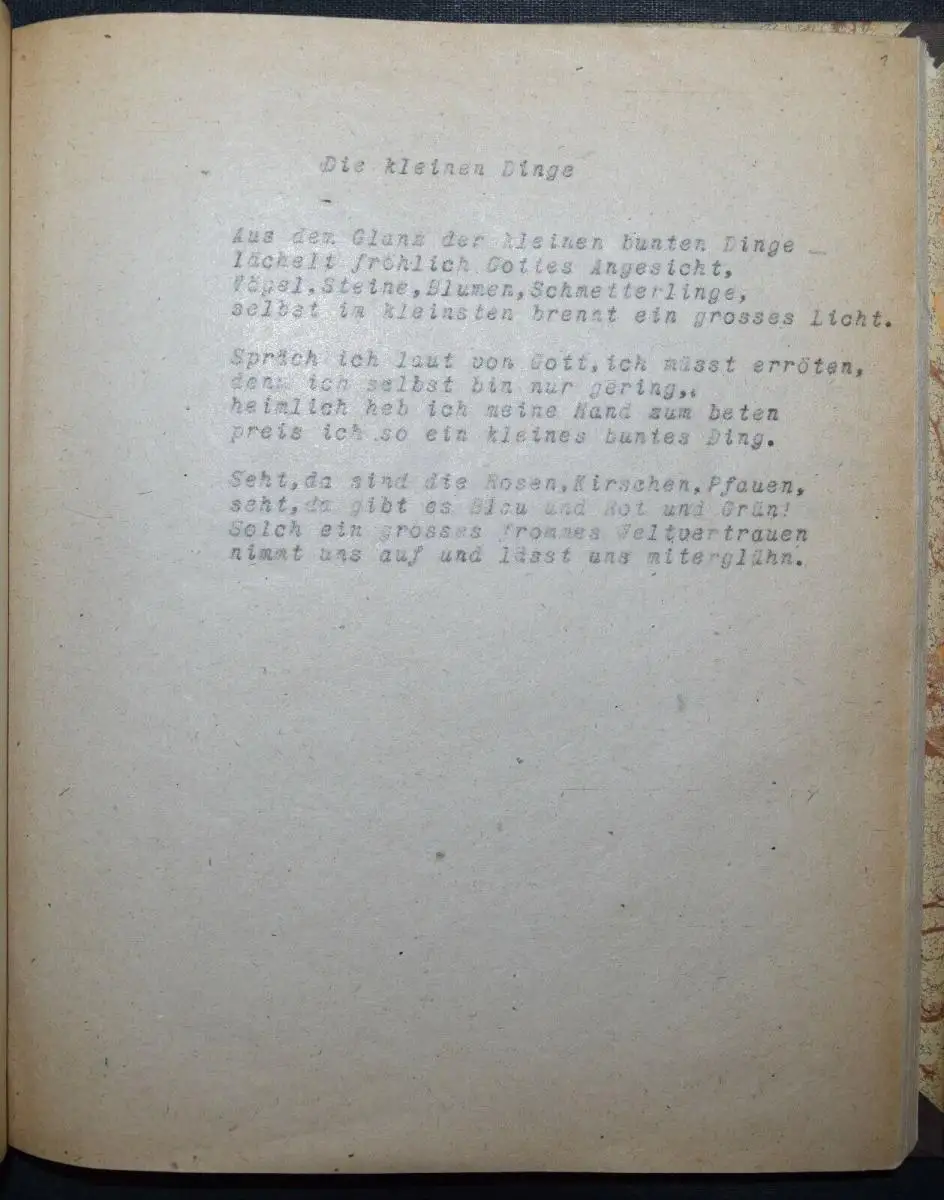 Die kleinen Dinge
Aus dem Glanz der kleinen bunten Dinge
lächelt fröhlich Gottes Angesicht,
Vögel,Steine,Blumen,Schmetterlinge,
selbst im kleinsten brennt ein grosses Licht.
Spräch ich laut von Gott,ich müsst erröten,
denn ich selbst bin nur gering,.
heimlich heb ich meine Hand zum beten
preis ich so ein kleines buntes Ding.
Seht,da sind die Rosen,Kirschen,Pfauen,
seht,da gibt es Blau und Rot und Grün!
Solch ein grosses frommes Weltvertrauen
nimmt uns auf und lässt uns miterglühn.